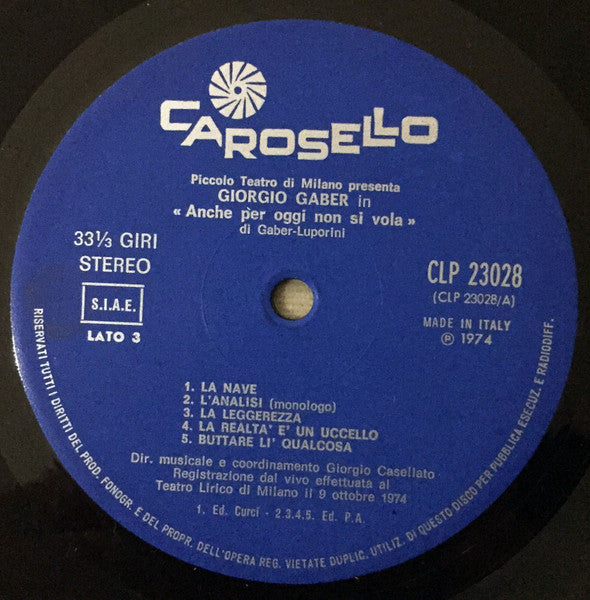 CAROSELLO
Piccolo Teatro di Milano presenta
GIORGIO GABER in
« Anche per oggi non si vola »
di Gaber-Luporini
33⅓ GIRI
STEREO
S.I.A.E.
LATO 3
CLP 23028
(CLP 23028/A)
MADE IN ITALY
Ⓟ 1974
1. LA NAVE
2. L'ANALISI (monologo)
3. LA LEGGEREZZA
4. LA REALTA' E' UN UCCELLO
5. BUTTARE LI' QUALCOSA
Dir. musicale e coordinamento Giorgio Casellato
Registrazione dal vivo effettuata al
Teatro Lirico di Milano il 9 ottobre 1974
1. Ed. Curci - 2.3.4.5. Ed. P.A.
RISERVATI TUTTI I DIRITTI DEL PROD. FONOGR. E DEL PROPR. DELL'OPERA REG. VIETATE DUPLIC. UTILIZ. DI QUESTO DISCO PER PUBBLICA ESECUZ. E RADIODIFF.